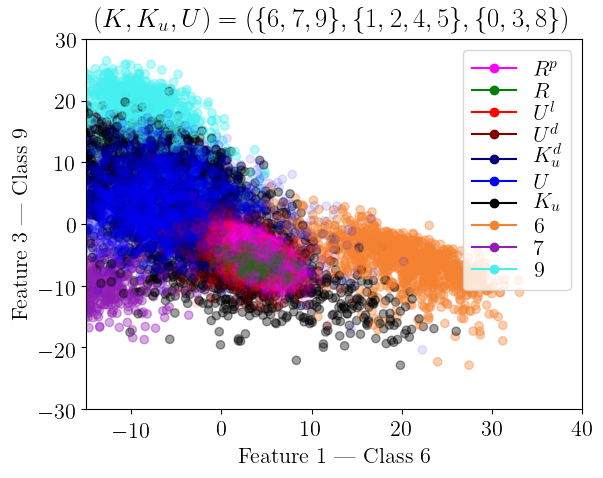 (K, K_u, U) = ({6, 7, 9}, {1, 2, 4, 5}, {0, 3, 8})
30
20
10
0
−10
−20
−30
Feature 3 — Class 9
R^p
R
U^l
U^d
K_u^d
U
K_u
6
7
9
−10
0
10
20
30
40
Feature 1 — Class 6